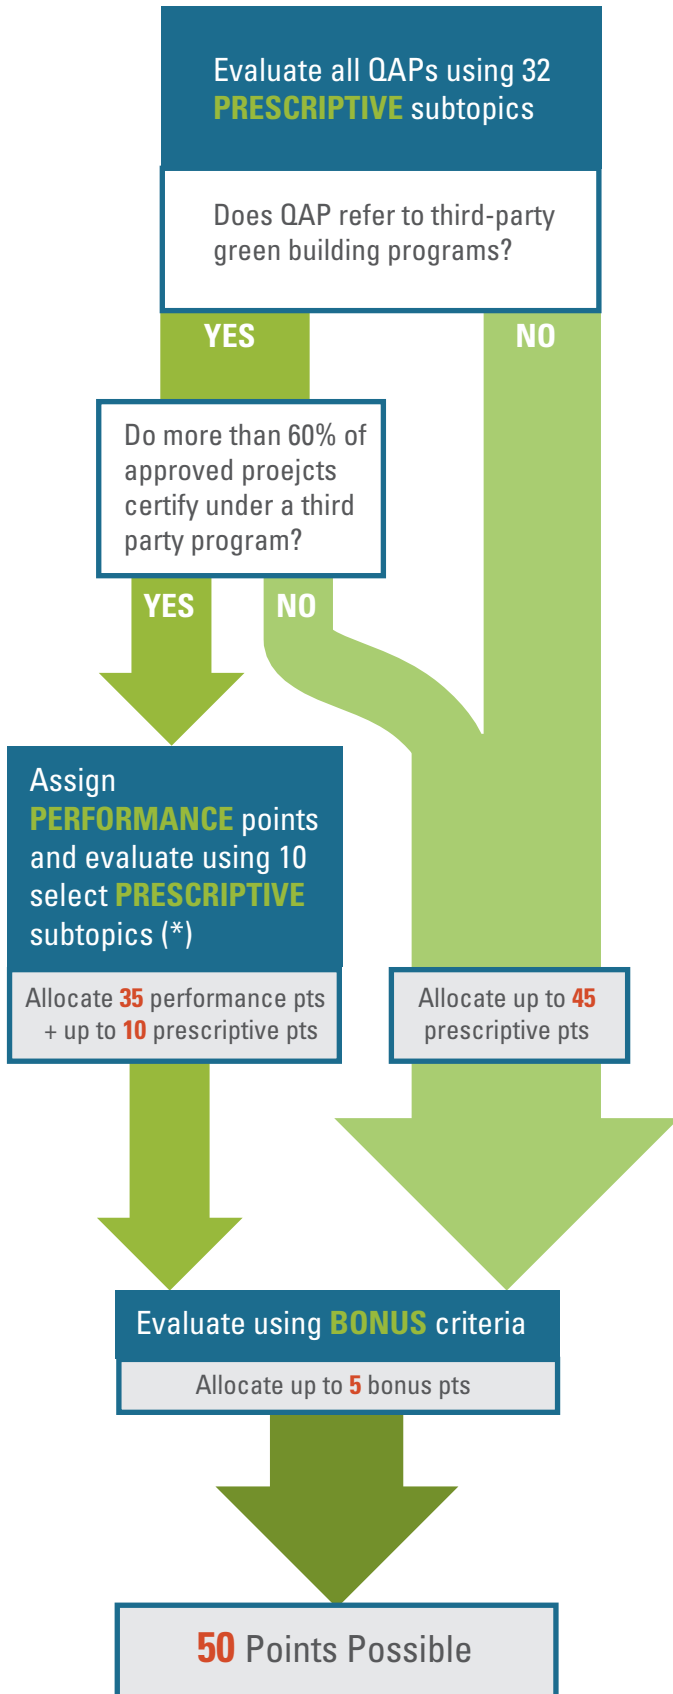 Evaluate all QAPs using 32
PRESCRIPTIVE subtopics
Does QAP refer to third-party
green building programs?
YES
NO
Do more than 60% of
approved proejcts
certify under a third
party program?
YES
NO
Assign
PERFORMANCE points
and evaluate using 10
select PRESCRIPTIVE
subtopics (*)
Allocate 35 performance pts
+ up to 10 prescriptive pts
Allocate up to 45
prescriptive pts
Evaluate using BONUS criteria
Allocate up to 5 bonus pts
50 Points Possible